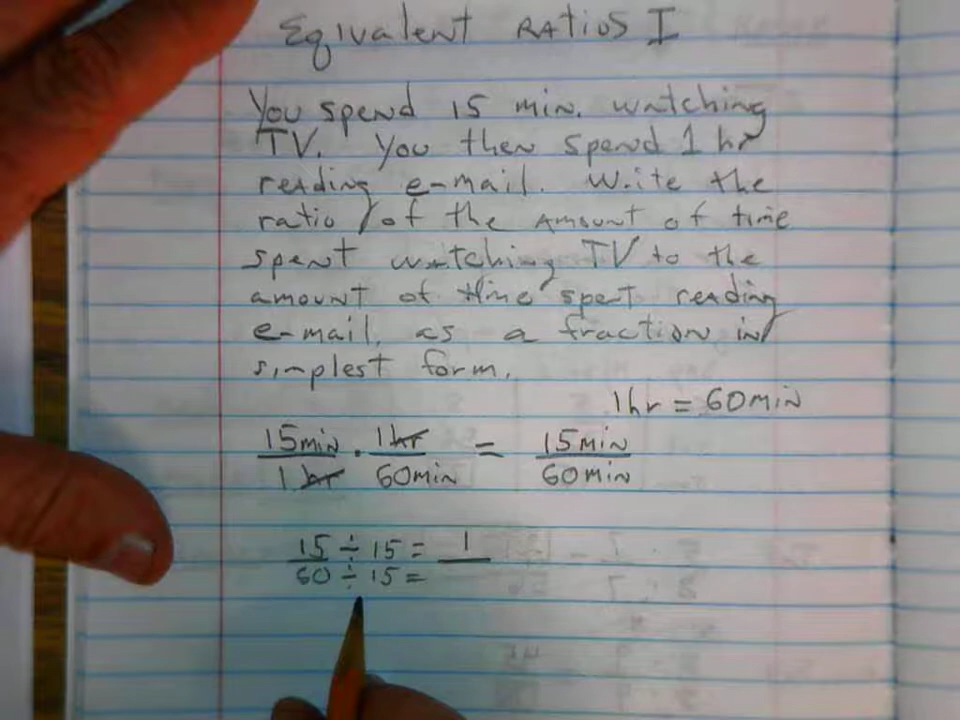 Equivalent RATIOS I
You spend 15 min. watching
TV. You then spend 1 hr
reading e-mail. Write the
ratio of the amount of time
spent watching TV to the
amount of time spent reading
e-mail, as a fraction in
simplest form.
1hr = 60min
15min/1hr · 1hr/60min = 15min/60min
15 ÷ 15 = 1
60 ÷ 15 =